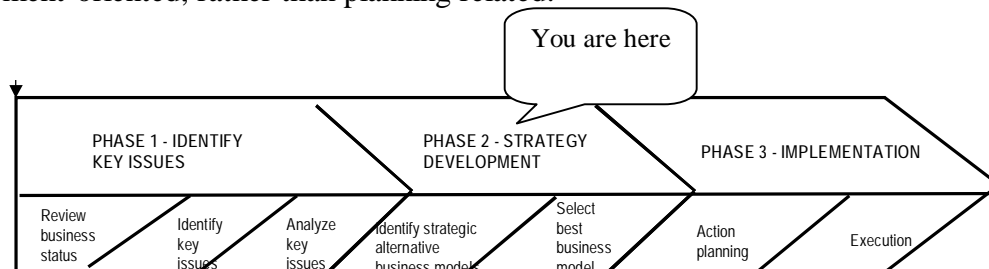 ment-oriented, rather than planning related.
You are here
PHASE 1 - IDENTIFY
KEY ISSUES
PHASE 2 - STRATEGY
DEVELOPMENT
PHASE 3 - IMPLEMENTATION
Review
business
status
Identify
key
issues
Analyze
key
issues
Identify strategic
alternative
business models
Select
best
business
model
Action
planning
Execution